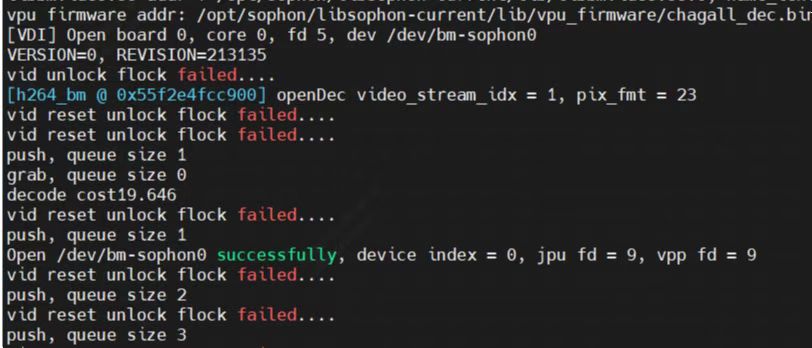 vpu firmware addr: /opt/sophon/libsophon-current/lib/vpu_firmware/chagall_dec.bin
[VDI] Open board 0, core 0, fd 5, dev /dev/bm-sophon0
VERSION=0, REVISION=213135
vid unlock flock failed....
[h264_bm @ 0x55f2e4fcc900] openDec video_stream_idx = 1, pix_fmt = 23
vid reset unlock flock failed....
vid reset unlock flock failed....
push, queue size 1
grab, queue size 0
decode cost19.646
vid reset unlock flock failed....
push, queue size 1
Open /dev/bm-sophon0 successfully, device index = 0, jpu fd = 9, vpp fd = 9
vid reset unlock flock failed....
push, queue size 2
vid reset unlock flock failed....
push, queue size 3